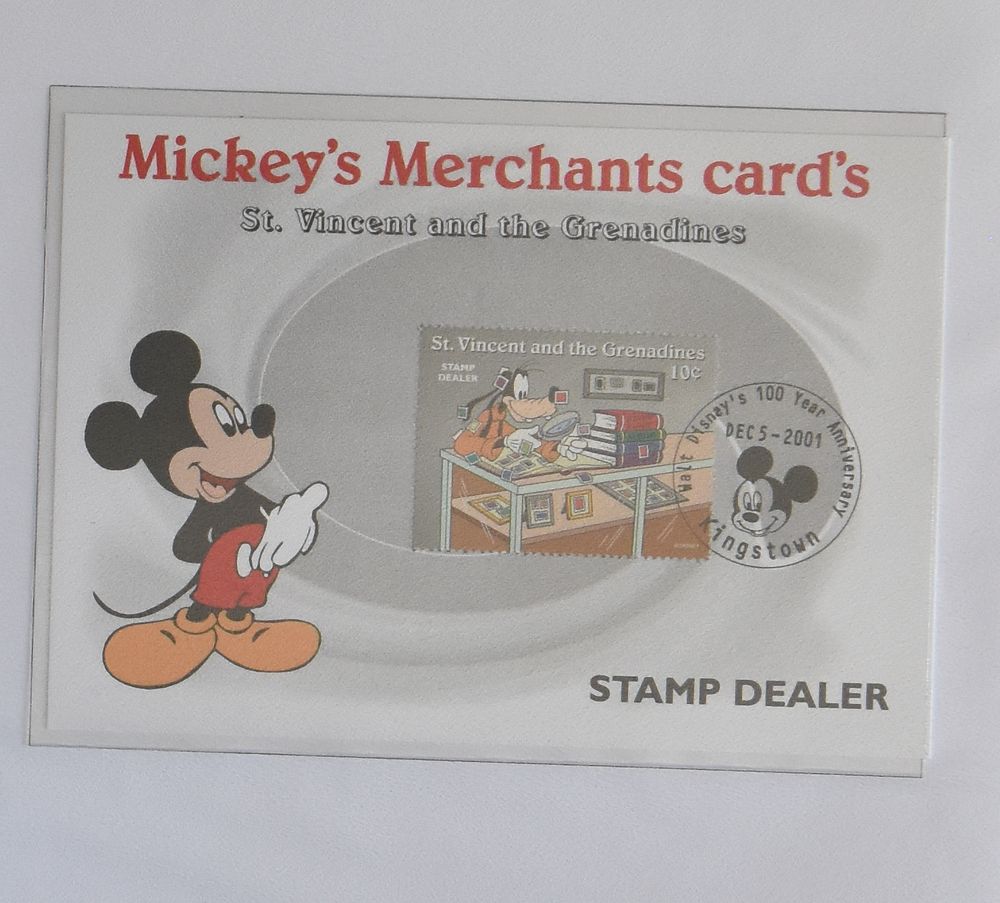 Mickey's Merchants card's
St. Vincent and the Grenadines
St. Vincent and the Grenadines
STAMP
DEALER
10¢
Walt Disney's 100 Year Anniversary
DEC 5-2001
Kingstown
STAMP DEALER